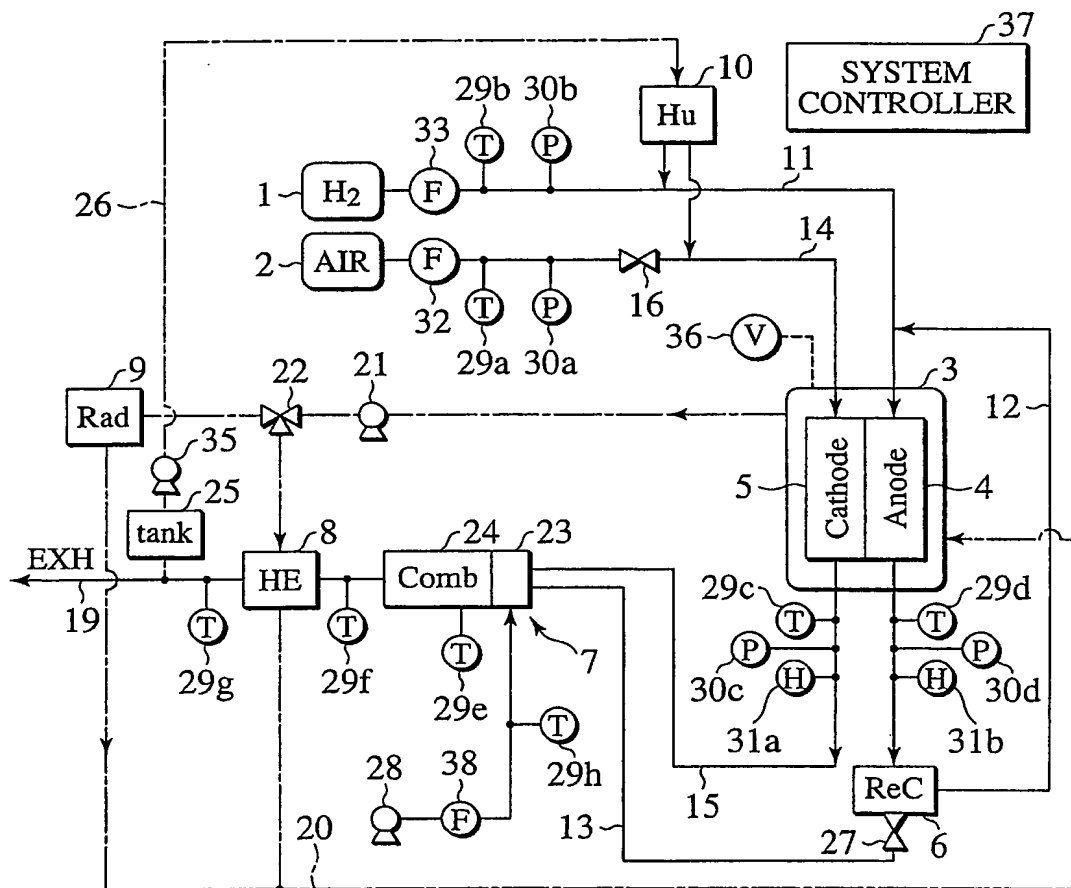 37
SYSTEM
CONTROLLER
10
Hu
29b
30b
33
T
P
11
1
H2
F
26
2
AIR
F
14
16
32
T
P
29a
30a
36
V
9
22
21
3
Rad
12
35
5
Cathode
Anode
4
25
tank
8
24
23
EXH
HE
Comb
19
29c
29d
T
T
T
T
T
7
P
P
29g
29f
30c
30d
29e
H
H
T
31a
31b
29h
28
38
15
ReC
F
13
20
27
6